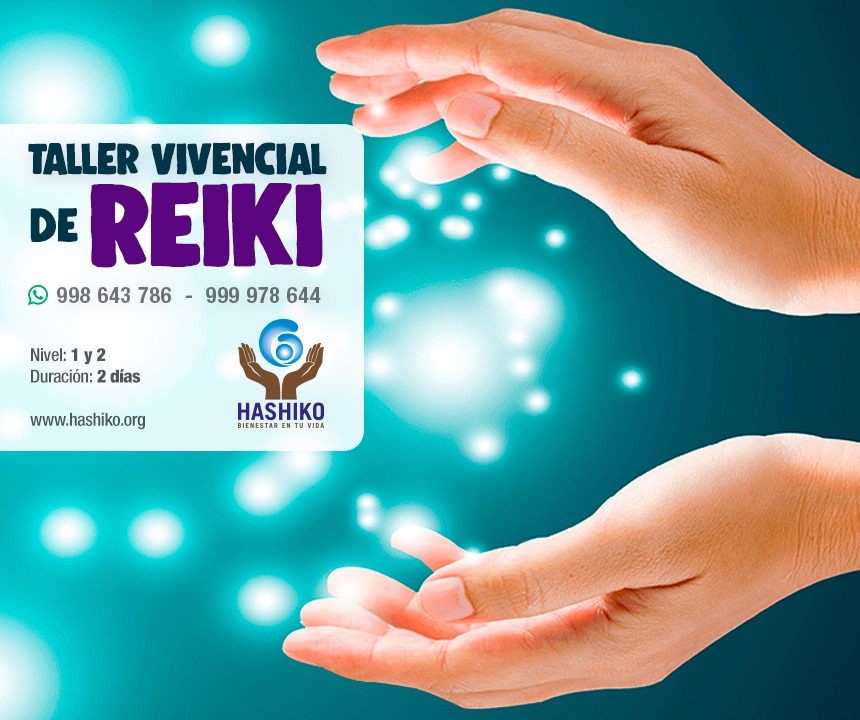 TALLER VIVENCIAL
DE REIKI
998 643 786 - 999 978 644
Nivel: 1 y 2
Duración: 2 días
www.hashiko.org
HASHIKO
BIENESTAR EN TU VIDA